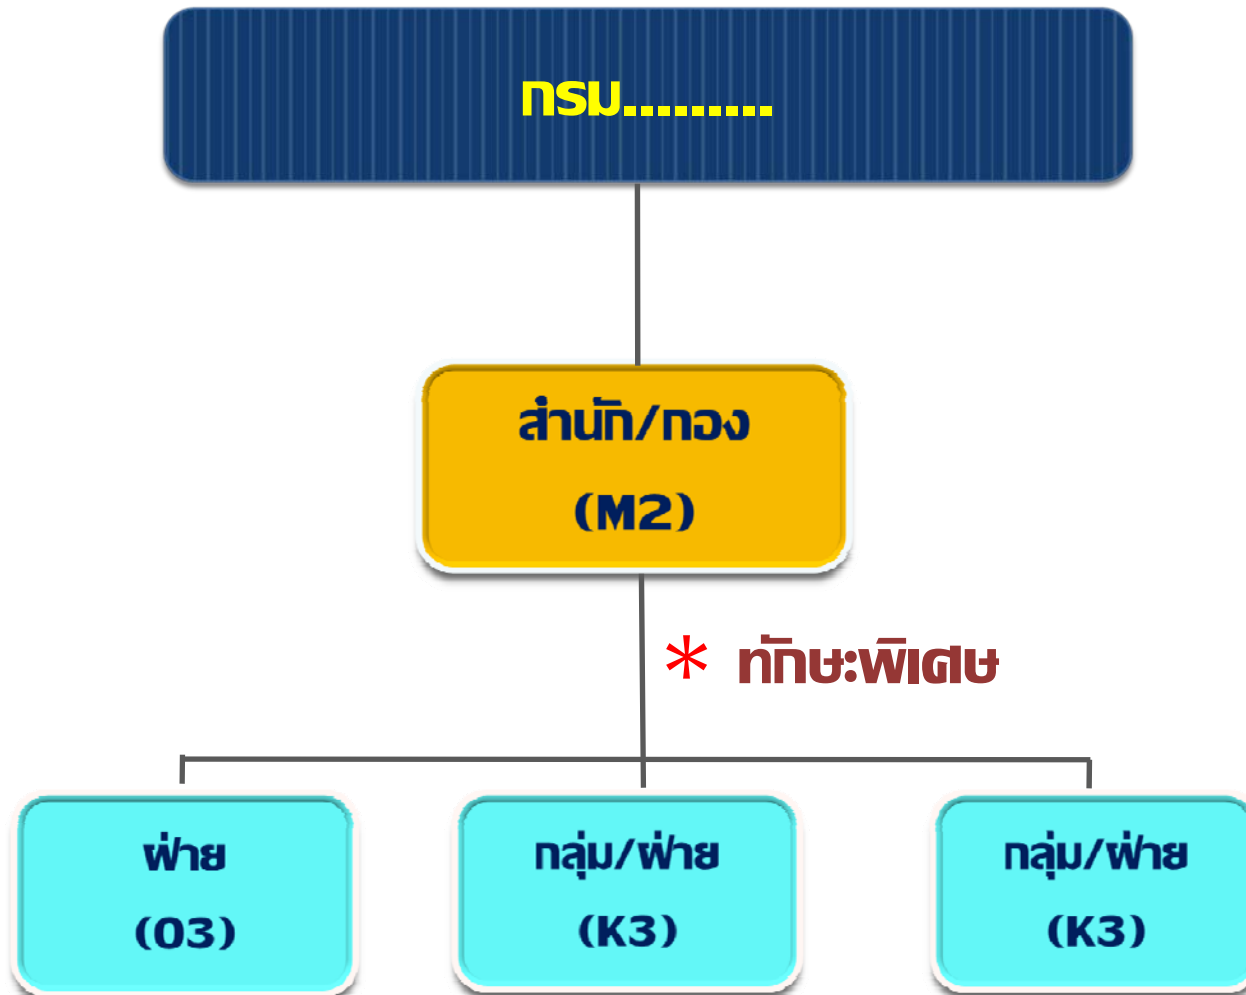 กรม.........
สำนัก/กอง
(M2)
* ทักษะพิเศษ
ฝ่าย
(O3)
กลุ่ม/ฝ่าย
(K3)
กลุ่ม/ฝ่าย
(K3)